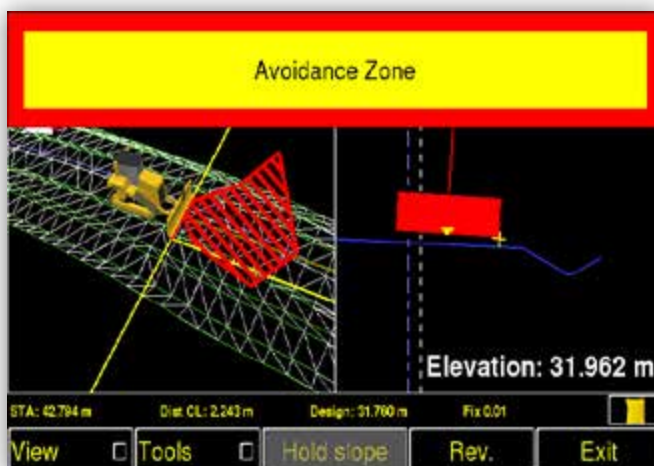 Avoidance Zone
Elevation: 31.962 m
STA: 42.794 m Dist CL: 2.243 m Design: 31.760 m Fix 0.01
View Tools Hold slope Rev. Exit